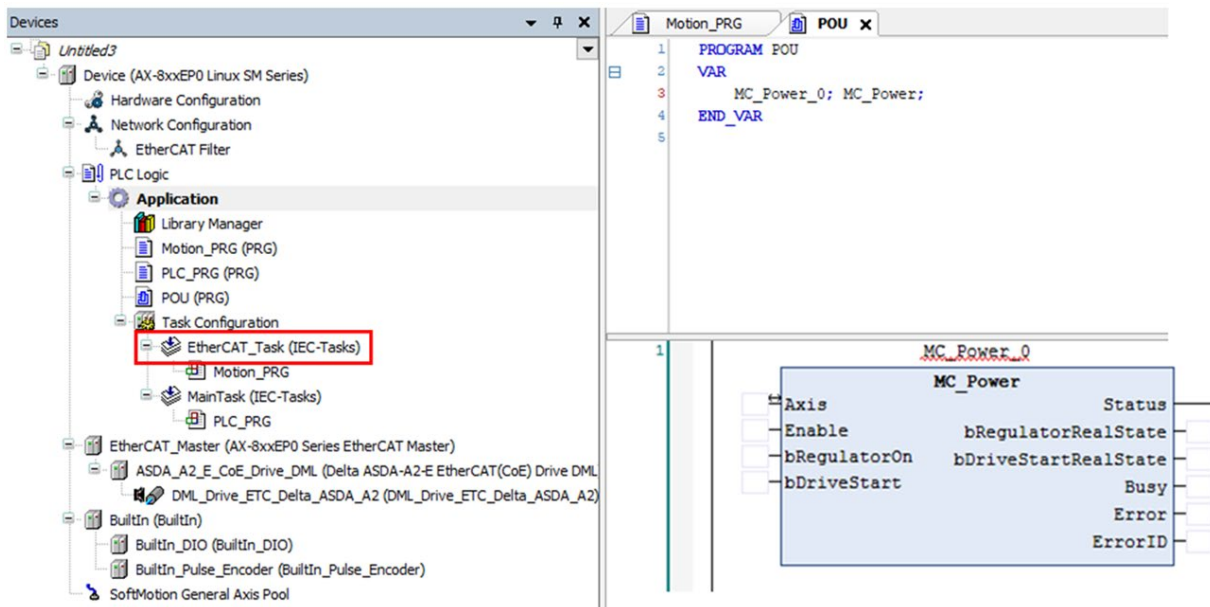 Devices
Untitled3
Device (AX-8xxEP0 Linux SM Series)
Hardware Configuration
Network Configuration
EtherCAT Filter
PLC Logic
Application
Library Manager
Motion_PRG (PRG)
PLC_PRG (PRG)
POU (PRG)
Task Configuration
EtherCAT_Task (IEC-Tasks)
Motion_PRG
MainTask (IEC-Tasks)
PLC_PRG
EtherCAT_Master (AX-8xxEP0 Series EtherCAT Master)
ASDA_A2_E_CoE_Drive_DML (Delta ASDA-A2-E EtherCAT(CoE) Drive DML
DML_Drive_ETC_Delta_ASDA_A2 (DML_Drive_ETC_Delta_ASDA_A2)
BuiltIn (BuiltIn)
BuiltIn_DIO (BuiltIn_DIO)
BuiltIn_Pulse_Encoder (BuiltIn_Pulse_Encoder)
SoftMotion General Axis Pool
Motion_PRG POU
1 PROGRAM POU
2 VAR
3 MC_Power_0; MC_Power;
4 END_VAR
5
1
MC_Power_0
MC_Power
Axis Status
Enable bRegulatorRealState
bRegulatorOn bDriveStartRealState
bDriveStart Busy
Error
ErrorID